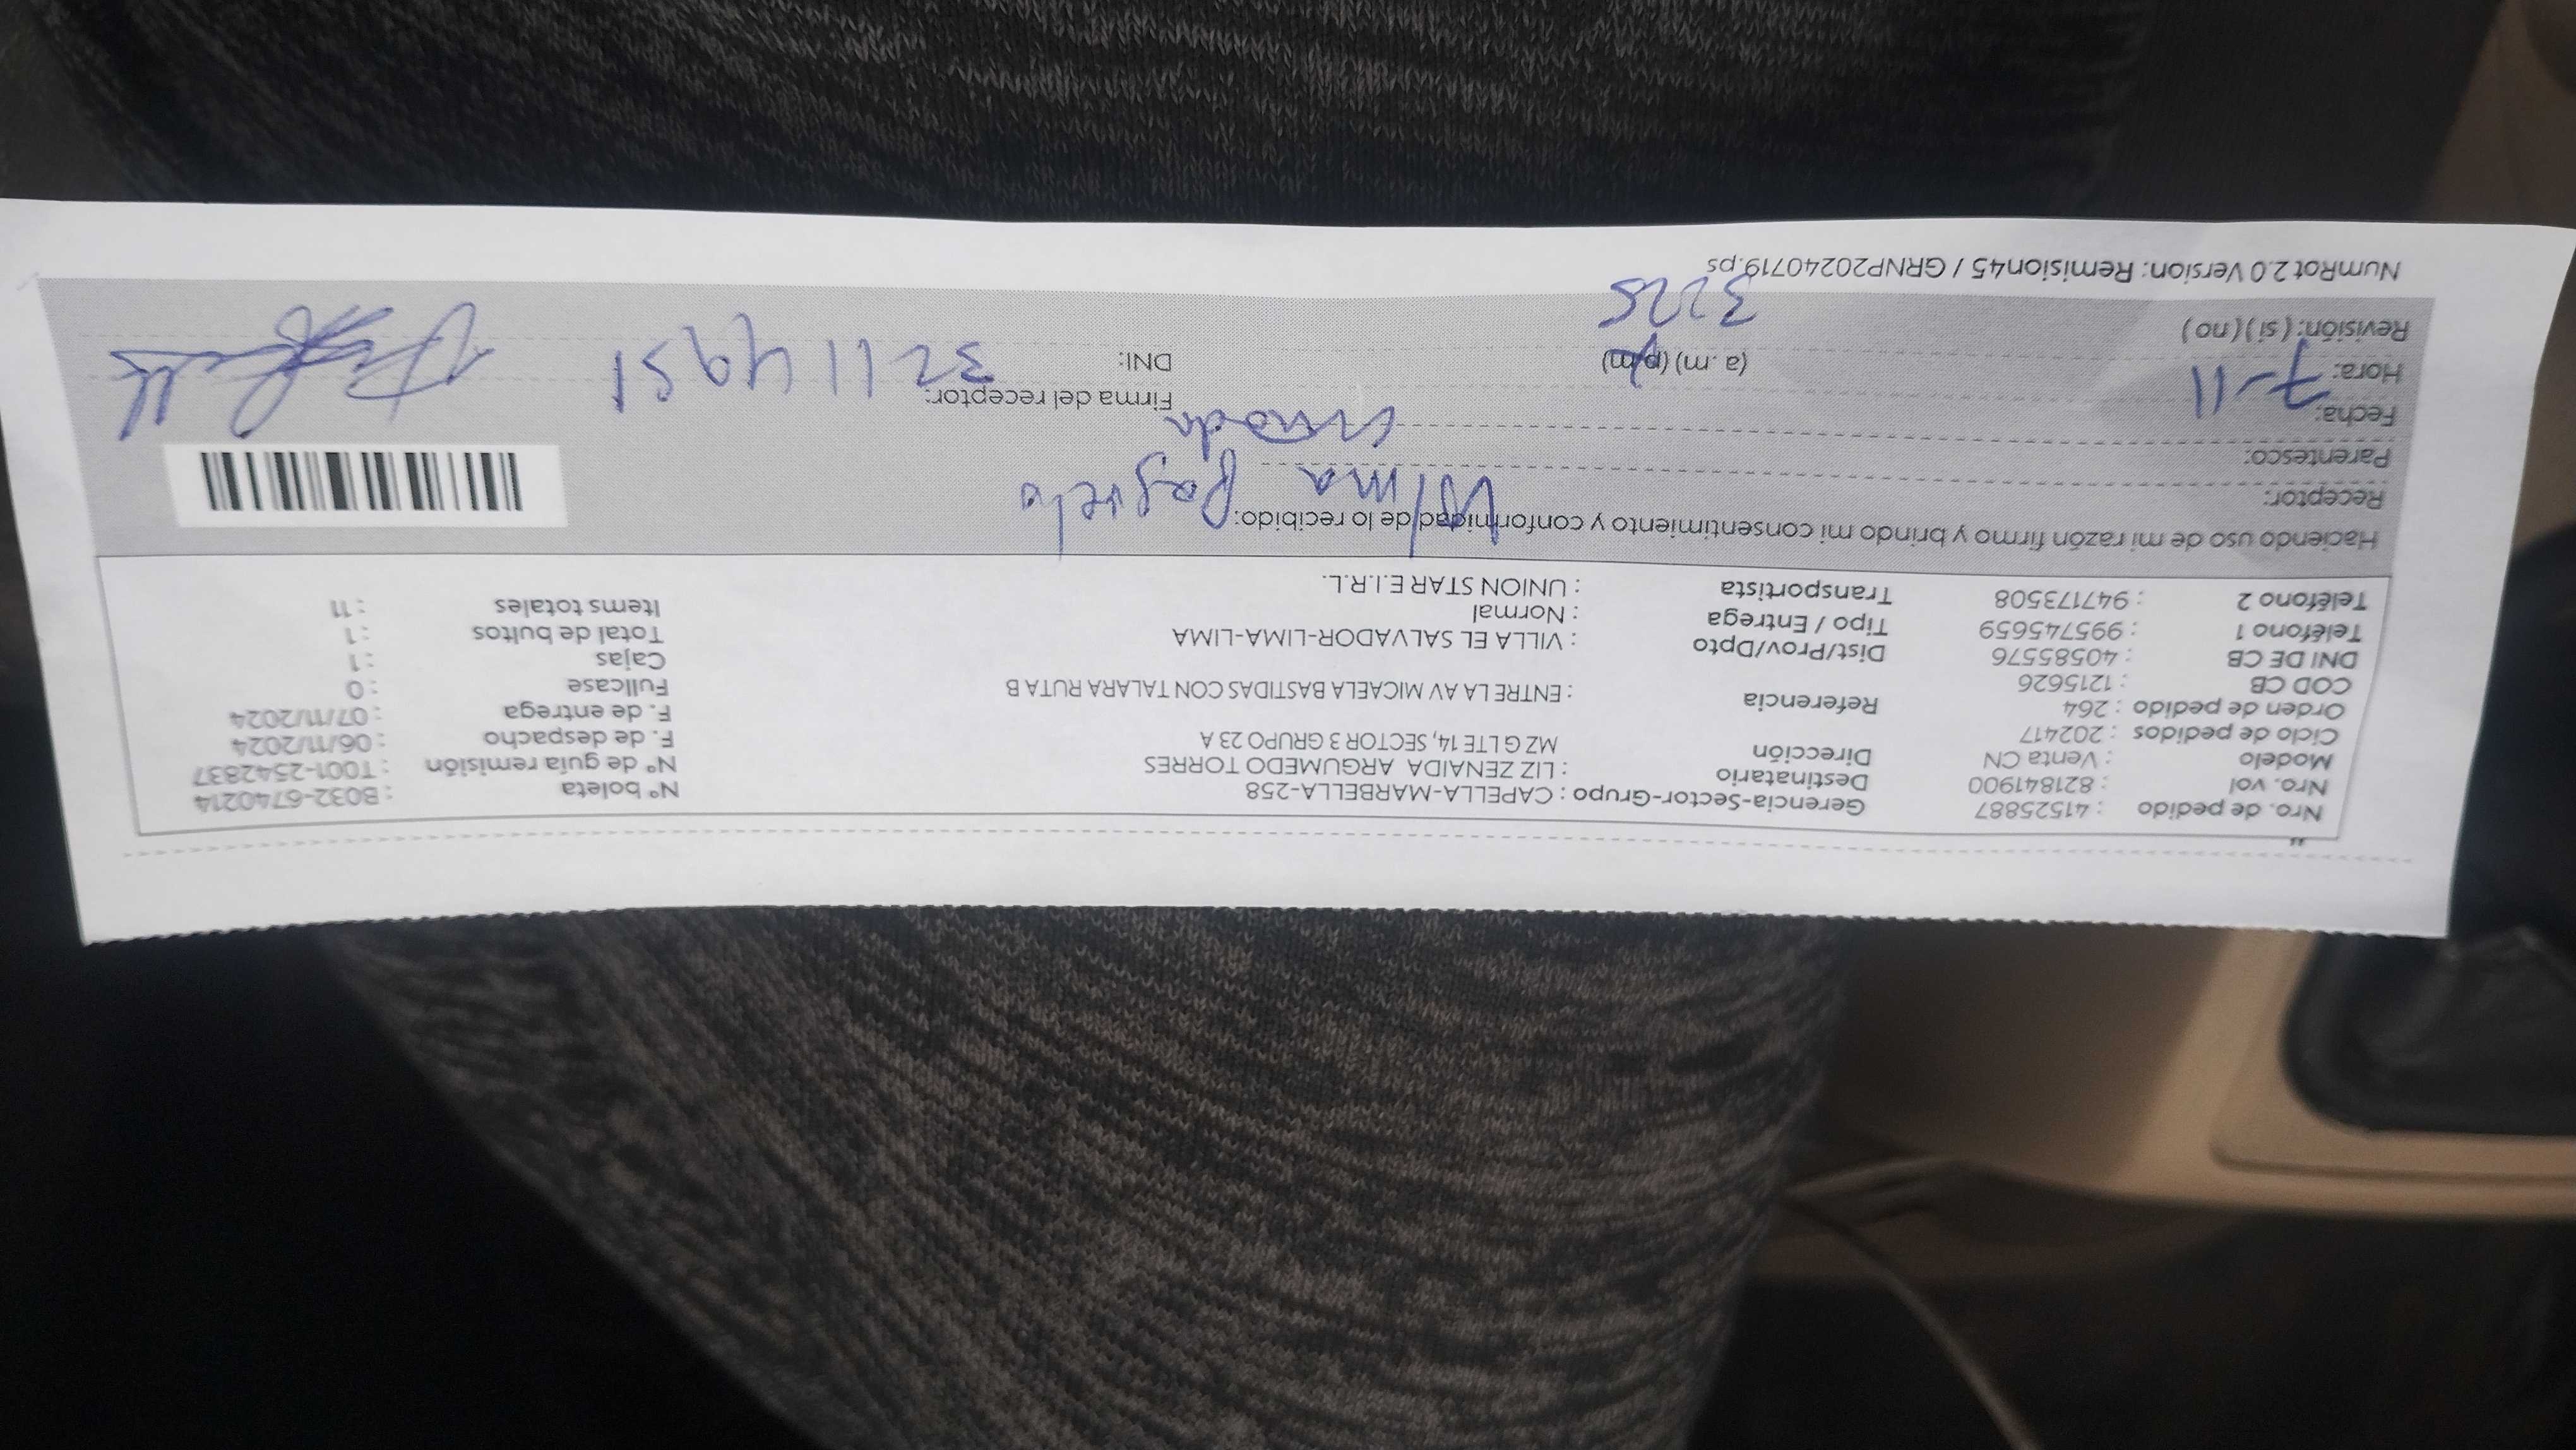 Nro. de pedido : 41525887 Gerencia-Sector-Grupo : CAPELLA-MARBELLA-258 N° boleta : B032-6740214
Nro. vol : 821841900 Destinatario : LIZ ZENAIDA ARGUMEDO TORRES N° de guía remisión : T001-2542837
Modelo : Venta CN Dirección MZ G LTE 14, SECTOR 3 GRUPO 23 A F. de despacho : 06/11/2024
Ciclo de pedidos : 202417 F. de entrega : 07/11/2024
Orden de pedido : 264 Referencia : ENTRE LA AV MICAELA BASTIDAS CON TALARA RUTA B Fullcase : 0
COD CB : 1215626 Cajas : 1
DNI DE CB : 40585576 Dist/Prov/Dpto : VILLA EL SALVADOR-LIMA-LIMA Total de bultos : 1
Teléfono 1 : 995745659 Tipo / Entrega : Normal Items totales : 11
Teléfono 2 : 947173508 Transportista : UNION STAR E.I.R.L.
Haciendo uso de mi razón firmo y brindo mi consentimiento y conformidad de lo recibido:
Receptor:
Parentesco:
Fecha: 7-11 Firma del receptor:
Hora: (a. m) (p. m) DNI: 32114951
Revisión: ( si ) ( no ) 3225
NumRot 2.0 Version: Remision45 / GRNP20240719.ps